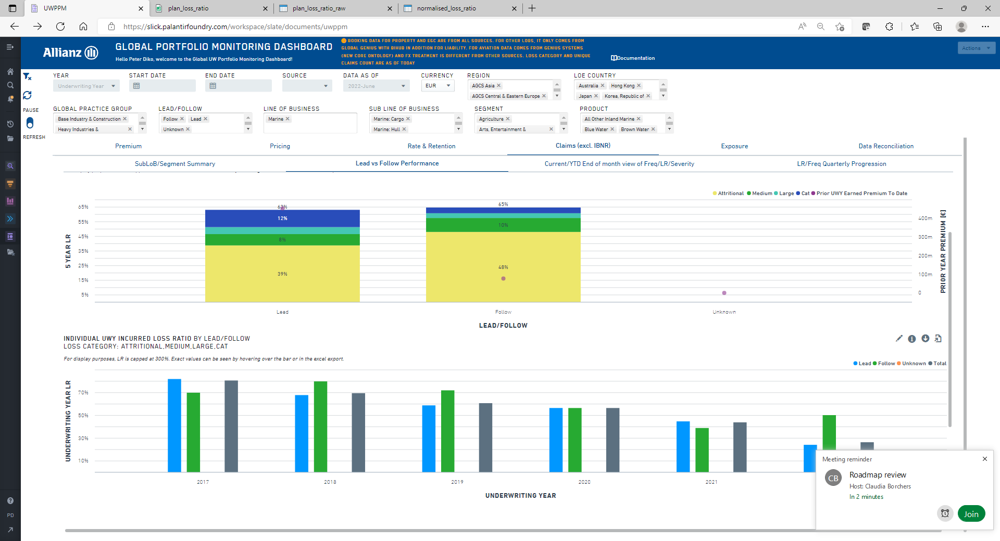 UWPPM
plan_loss_ratio
plan_loss_ratio_raw
normalised_loss_ratio
https://slick.palantirfoundry.com/workspace/slate/documents/uwppm
Allianz
GLOBAL PORTFOLIO MONITORING DASHBOARD
Hello Peter Diko, welcome to the Global UW Portfolio Monitoring Dashboard!
BOOKING DATA FOR PROPERTY AND E&C ARE FROM ALL SOURCES. FOR OTHER LOBS, IT ONLY COMES FROM
GLOBAL GENIUS WITH BIHUB IN ADDITION FOR LIABILITY. FOR AVIATION DATA COMES FROM GENIUS SYSTEMS
(NEW CORE ONTOLOGY) AND FX TREATMENT IS DIFFERENT FROM OTHER SOURCES. LOSS CATEGORY AND UNIQUE
CLAIMS COUNT ARE AS OF TODAY
Documentation
Actions
PAUSE
REFRESH
YEAR
Underwriting Year
START DATE
END DATE
SOURCE
DATA AS OF
2022-June
CURRENCY
EUR
REGION
AGCS Asia
AGCS Central & Eastern Europe
LOE COUNTRY
Australia Hong Kong
Japan Korea, Republic of
GLOBAL PRACTICE GROUP
Base Industry & Construction
Heavy Industries &
LEAD/FOLLOW
Follow Lead
Unknown
LINE OF BUSINESS
Marine
SUB LINE OF BUSINESS
Marine: Cargo
Marine: Hull
SEGMENT
Agriculture
Arts, Entertainment &
PRODUCT
All Other Inland Marine
Blue Water Brown Water
Premium Pricing Rate & Retention Claims (excl. IBNR) Exposure Data Reconciliation
SubLoB/Segment Summary Lead vs Follow Performance Current/YTD End of month view of Freq/LR/Severity LR/Freq Quarterly Progression
Attritional Medium Large Cat Prior UWY Earned Premium To Date
5 YEAR LR
65%
55%
45%
35%
25%
15%
5%
63%
12%
8%
39%
65%
10%
48%
400m
300m
200m
100m
0
PRIOR YEAR PREMIUM [€]
Lead Follow Unknown
LEAD/FOLLOW
INDIVIDUAL UWY INCURRED LOSS RATIO BY LEAD/FOLLOW
LOSS CATEGORY: ATTRITIONAL,MEDIUM,LARGE,CAT
For display purposes, LR is capped at 300%. Exact values can be seen by hovering over the bar or in the excel export.
Lead Follow Unknown Total
UNDERWRITING YEAR LR
70%
50%
30%
10%
2017 2018 2019 2020 2021
UNDERWRITING YEAR
PD
Meeting reminder
CB
Roadmap review
Host: Claudia Borchers
In 2 minutes
Join